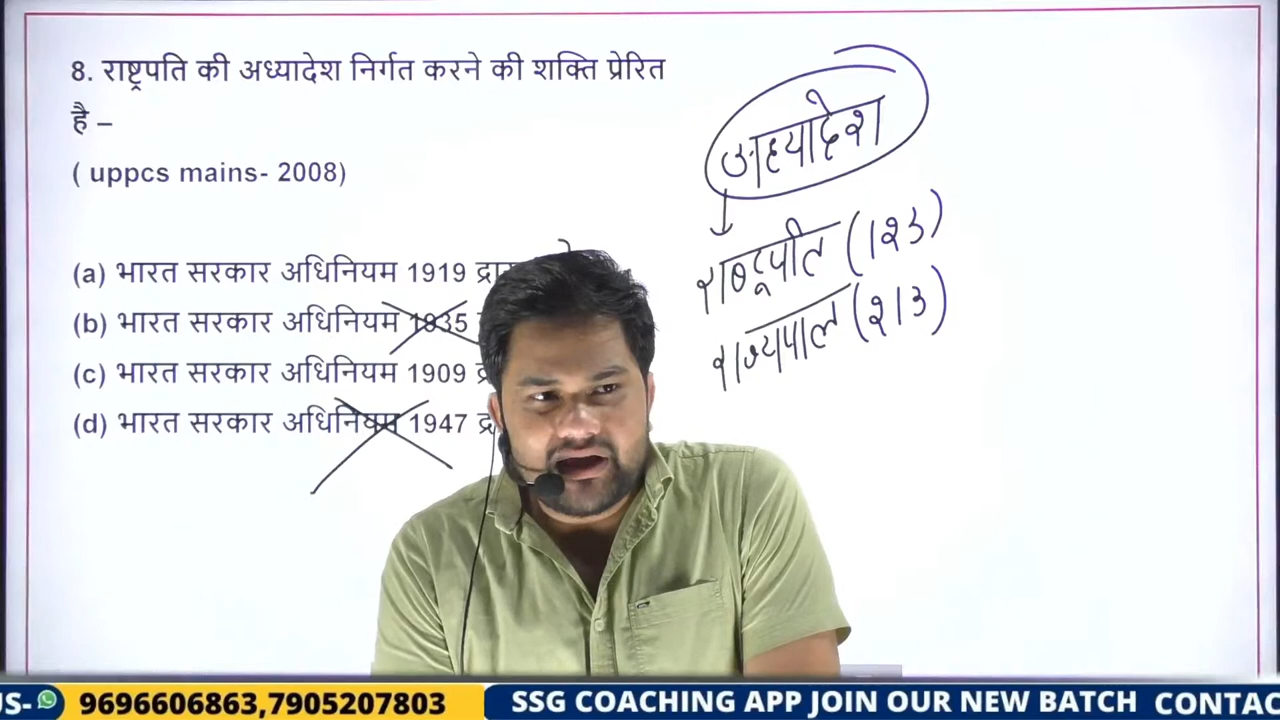 8. राष्ट्रपति की अध्यादेश निर्गत करने की शक्ति प्रेरित
है –
( uppcs mains- 2008)
(a) भारत सरकार अधिनियम 1919
(b) भारत सरकार अधिनियम 1935
(c) भारत सरकार अधिनियम 1909
(d) भारत सरकार अधिनियम 1947
अध्यादेश
राष्ट्रपति (123)
राज्यपाल (213)
US- 9696606863,7905207803 SSG COACHING APP JOIN OUR NEW BATCH CONTAC